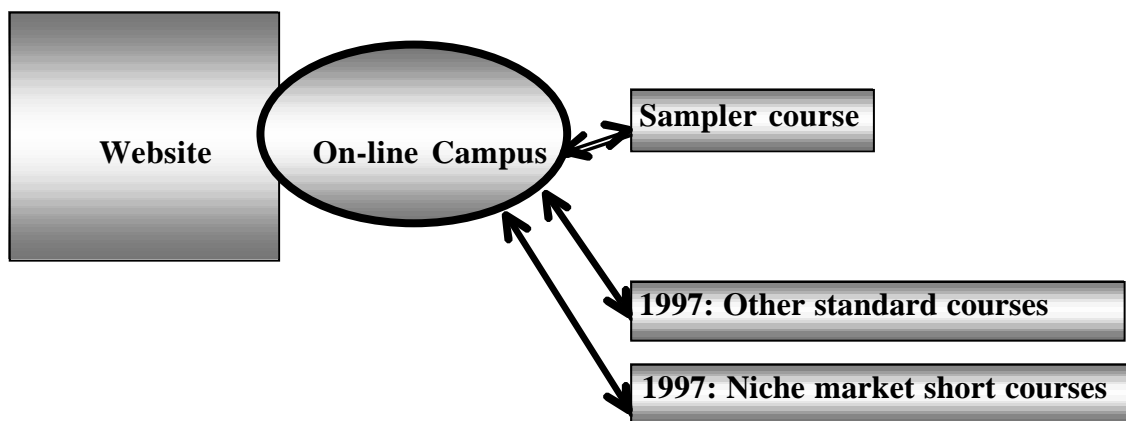 Website
On-line Campus
Sampler course
1997: Other standard courses
1997: Niche market short courses